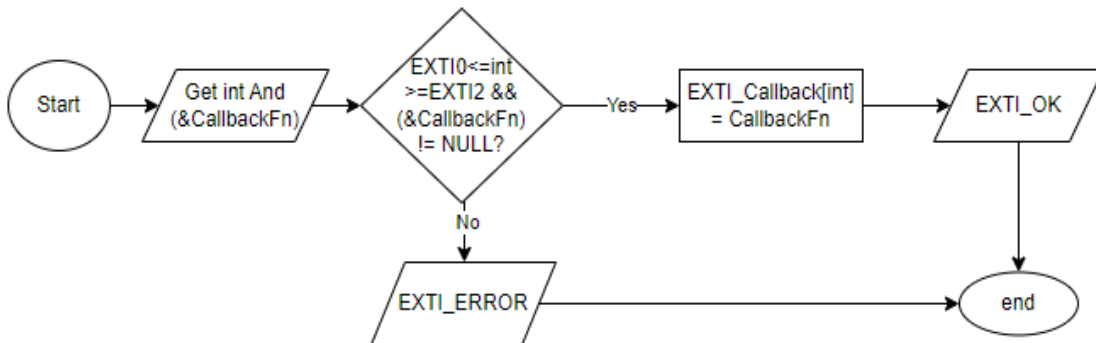 Start
Get int And
(&CallbackFn)
EXTI0<=int
>=EXTI2 &&
(&CallbackFn)
!= NULL?
Yes
EXTI_Callback[int]
= CallbackFn
EXTI_OK
No
EXTI_ERROR
end